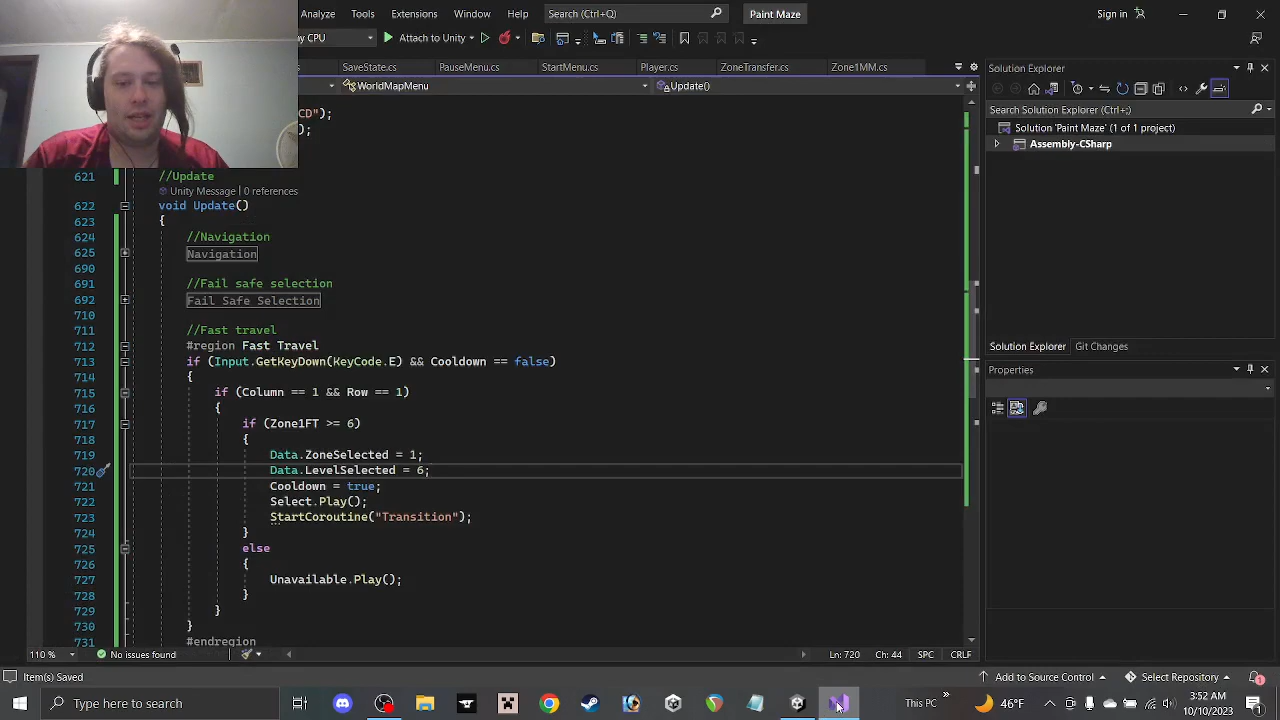 Analyze Tools Extensions Window Help Search (Ctrl+Q) Paint Maze Sign in
CPU Attach to Unity
SaveState.cs PauseMenu.cs StartMenu.cs Player.cs ZoneTransfer.cs Zone1MM.cs
WorldMapMenu Update()
CD");
);
621 //Update
Unity Message | 0 references
622 void Update()
623 {
624 //Navigation
625 Navigation
690
691 //Fail safe selection
692 Fail Safe Selection
710
711 //Fast travel
712 #region Fast Travel
713 if (Input.GetKeyDown(KeyCode.E) && Cooldown == false)
714 {
715 if (Column == 1 && Row == 1)
716 {
717 if (Zone1FT >= 6)
718 {
719 Data.ZoneSelected = 1;
720 Data.LevelSelected = 6;
721 Cooldown = true;
722 Select.Play();
723 StartCoroutine("Transition");
724 }
725 else
726 {
727 Unavailable.Play();
728 }
729 }
730 }
731 #endregion
110 % No issues found Ln: 720 Ch: 44 SPC CRLF
Solution Explorer
Search Solution Explorer (Ctrl+;)
Solution 'Paint Maze' (1 of 1 project)
Assembly-CSharp
Solution Explorer Git Changes
Properties
Item(s) Saved Add to Source Control Select Repository 1
Type here to search This PC 46°F 3:52 AM
10/10/2023